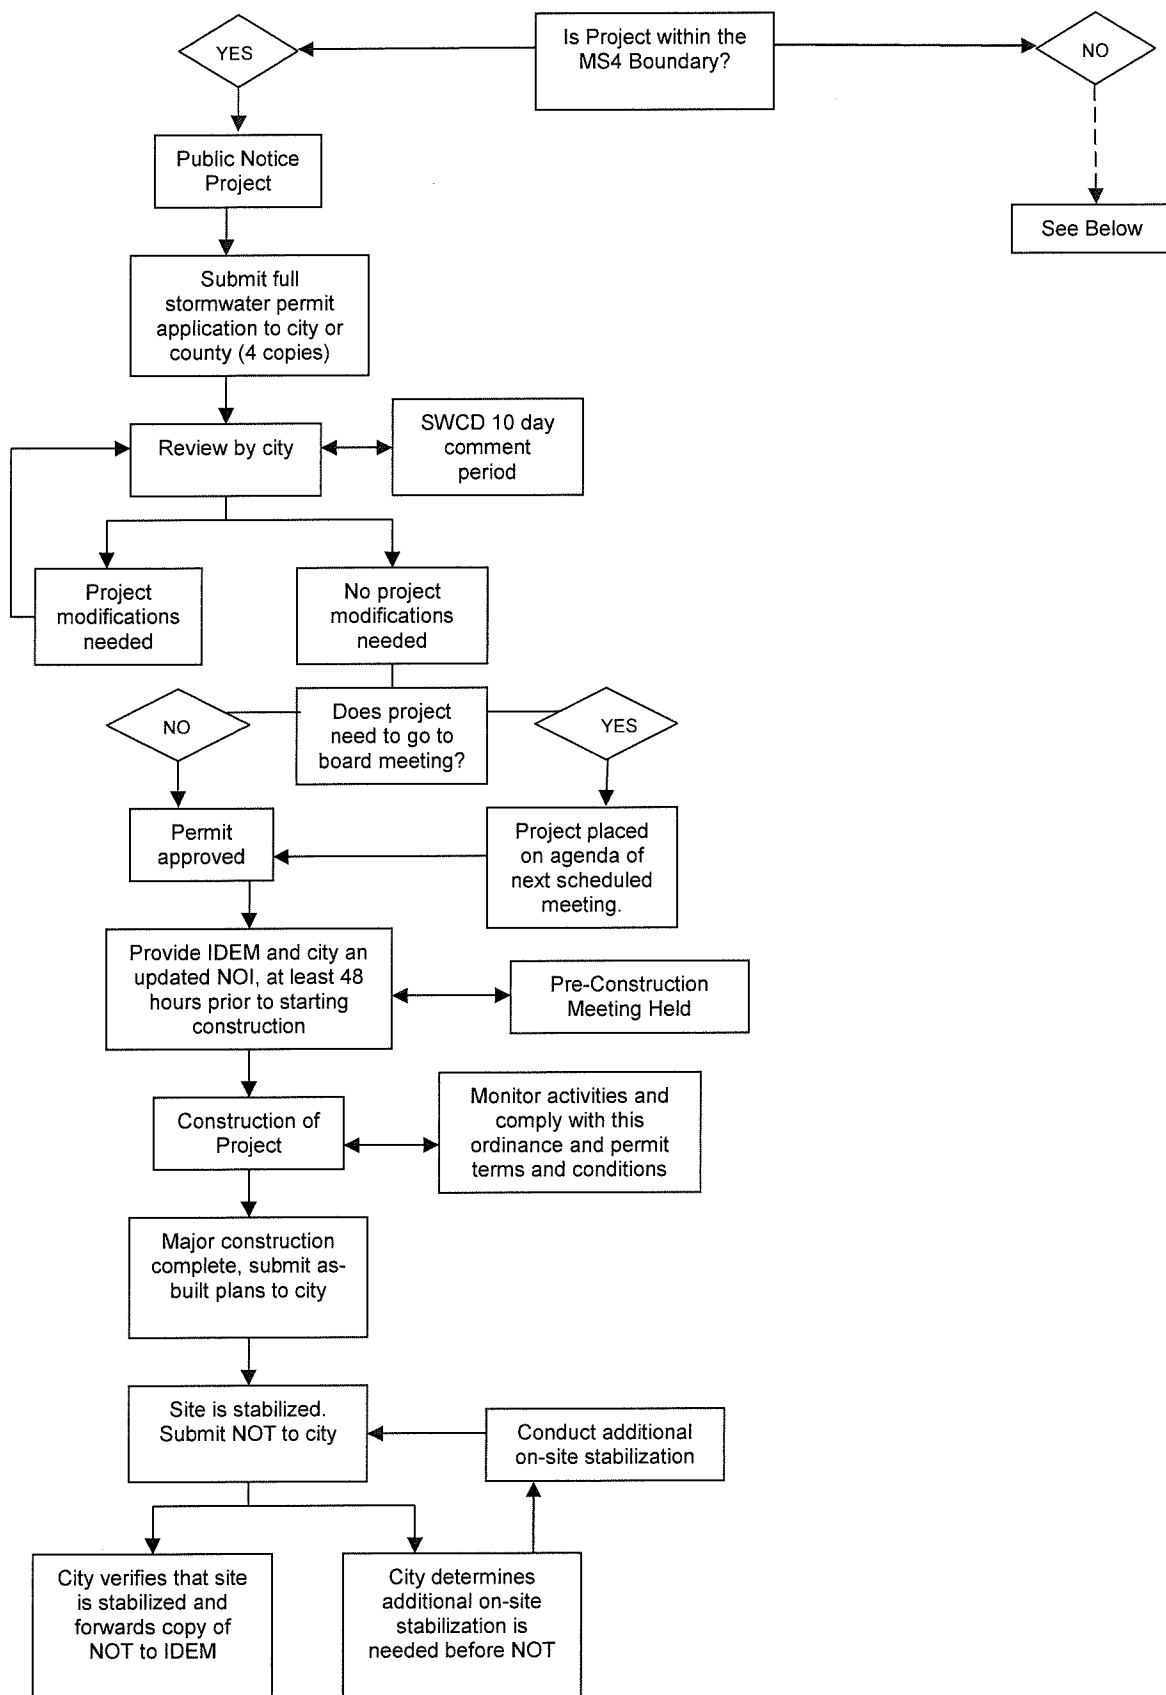 YES
Is Project within the
MS4 Boundary?
NO
Public Notice
Project
See Below
Submit full
stormwater permit
application to city or
county (4 copies)
Review by city
SWCD 10 day
comment
period
Project
modifications
needed
No project
modifications
needed
NO
Does project
need to go to
board meeting?
YES
Permit
approved
Project placed
on agenda of
next scheduled
meeting.
Provide IDEM and city an
updated NOI, at least 48
hours prior to starting
construction
Pre-Construction
Meeting Held
Construction of
Project
Monitor activities and
comply with this
ordinance and permit
terms and conditions
Major construction
complete, submit as-
built plans to city
Site is stabilized.
Submit NOT to city
Conduct additional
on-site stabilization
City verifies that site
is stabilized and
forwards copy of
NOT to IDEM
City determines
additional on-site
stabilization is
needed before NOT